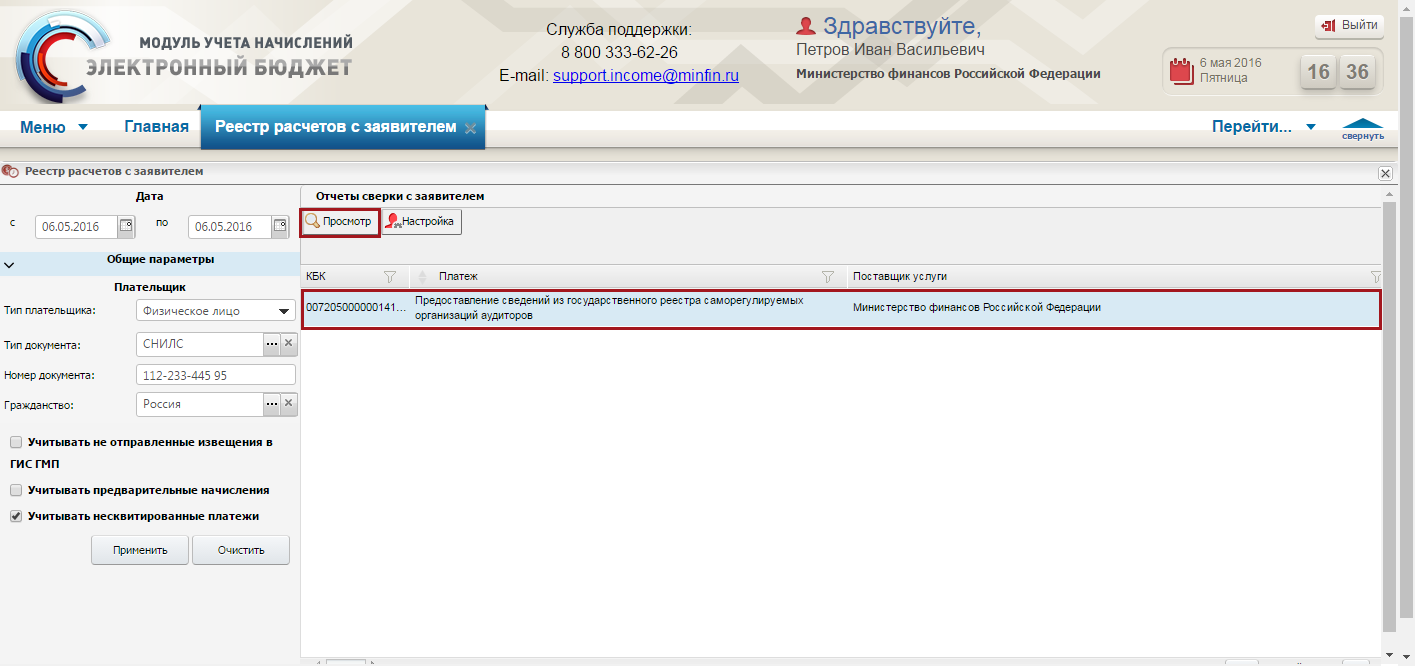 МОДУЛЬ УЧЕТА НАЧИСЛЕНИЙ
ЭЛЕКТРОННЫЙ БЮДЖЕТ
Служба поддержки:
8 800 333-62-26
E-mail: support.income@minfin.ru
Здравствуйте,
Петров Иван Васильевич
Министерство финансов Российской Федерации
Выйти
6 мая 2016
Пятница
16 36
Меню
Главная
Реестр расчетов с заявителем
Перейти...
свернуть
Реестр расчетов с заявителем
Дата
с 06.05.2016 по 06.05.2016
Общие параметры
Плательщик
Тип плательщика: Физическое лицо
Тип документа: СНИЛС
Номер документа: 112-233-445 95
Гражданство: Россия
Учитывать не отправленные извещения в
ГИС ГМП
Учитывать предварительные начисления
Учитывать несквитированные платежи
Применить Очистить
Отчеты сверки с заявителем
Просмотр Настройка
КБК Платеж Поставщик услуги
007205000000141... Предоставление сведений из государственного реестра саморегулируемых
организаций аудиторов
Министерство финансов Российской Федерации